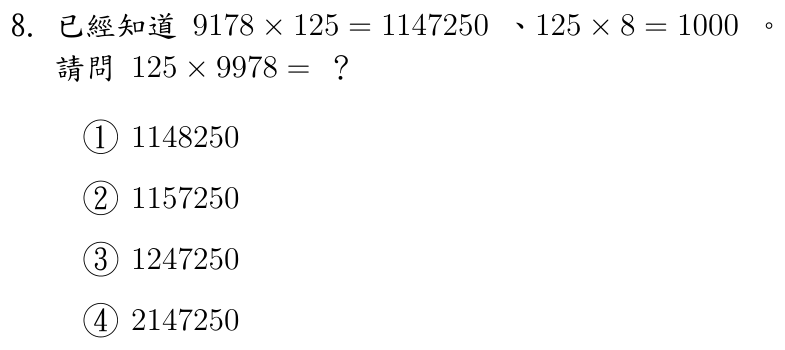 8. 已經知道 9178 × 125 = 1147250 、125 × 8 = 1000 。
請問 125 × 9978 = ？
① 1148250
② 1157250
③ 1247250
④ 2147250